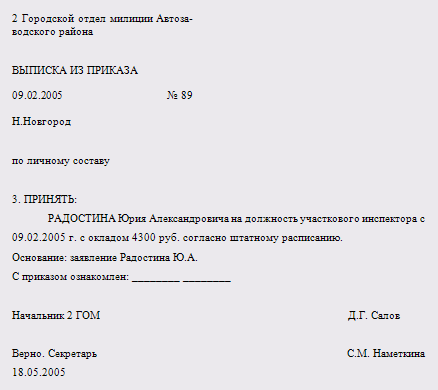 2 Городской отдел милиции Автоза-
водского района
ВЫПИСКА ИЗ ПРИКАЗА
09.02.2005 № 89
Н.Новгород
по личному составу
3. ПРИНЯТЬ:
РАДОСТИНА Юрия Александровича на должность участкового инспектора с
09.02.2005 г. с окладом 4300 руб. согласно штатному расписанию.
Основание: заявление Радостина Ю.А.
С приказом ознакомлен: ________ ________
Начальник 2 ГОМ Д.Г. Салов
Верно. Секретарь С.М. Наметкина
18.05.2005